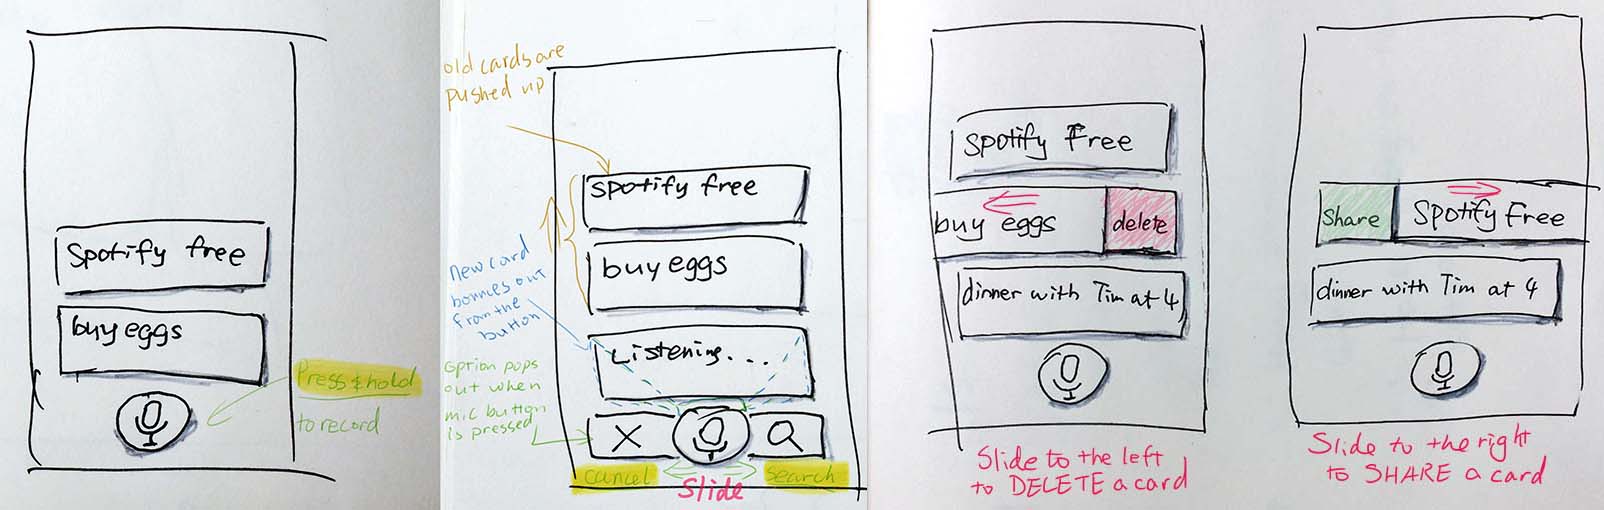 Spotify free
buy eggs
Press & hold
to record
old cards are
pushed up
spotify free
buy eggs
new card
bounces out
from the
button
Listening...
option pops
out when
mic button
is pressed
cancel
Slide
search
Spotify Free
buy eggs
delete
dinner with Tim at 4
Slide to the left
to DELETE a card
Share
Spotify Free
dinner with Tim at 4
Slide to the right
to SHARE a card